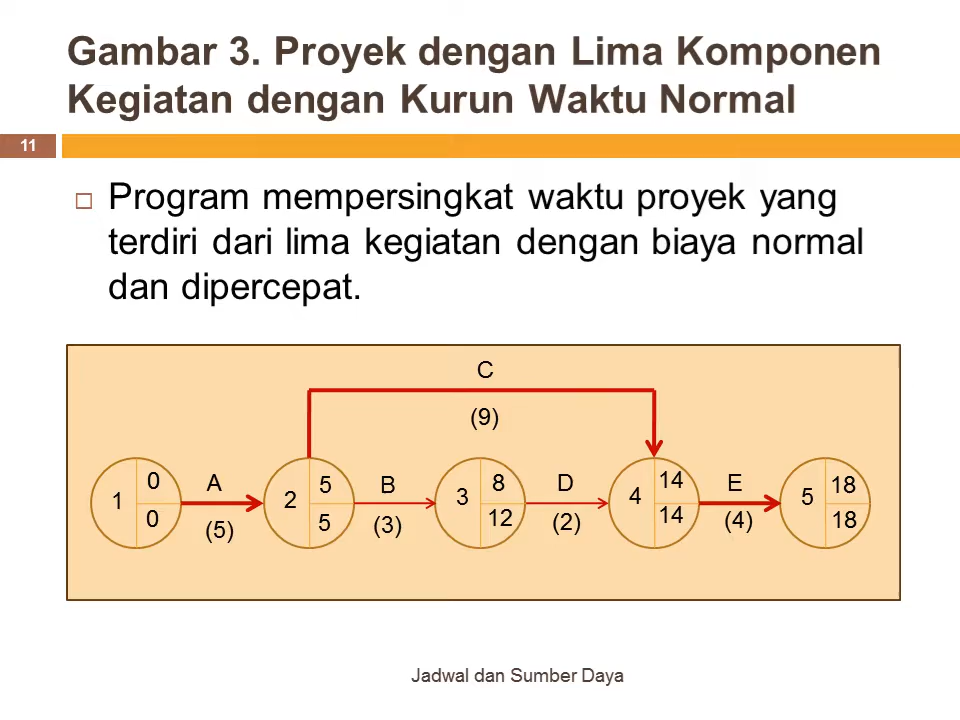 Gambar 3. Proyek dengan Lima Komponen
Kegiatan dengan Kurun Waktu Normal
11
□ Program mempersingkat waktu proyek yang
terdiri dari lima kegiatan dengan biaya normal
dan dipercepat.
C
(9)
1
0
0
A
(5)
2
5
5
B
(3)
3
8
12
D
(2)
4
14
14
E
(4)
5
18
18
Jadwal dan Sumber Daya